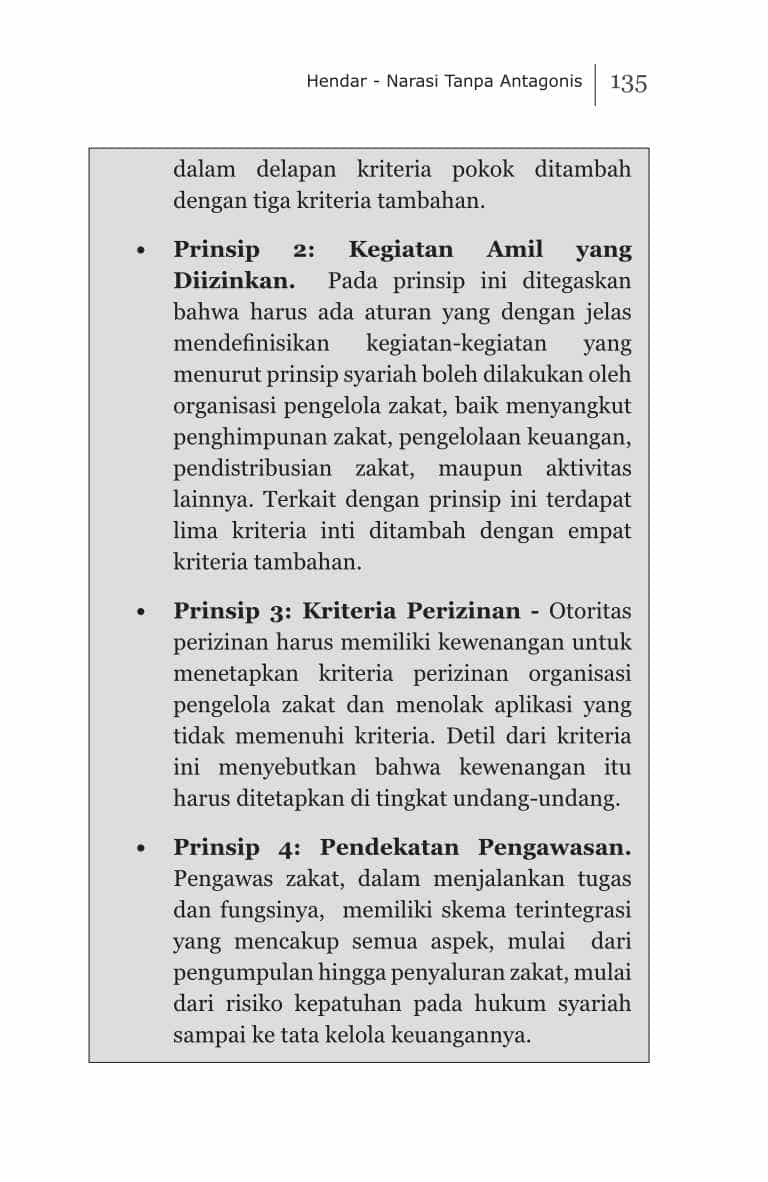 Hendar - Narasi Tanpa Antagonis 135
dalam delapan kriteria pokok ditambah
dengan tiga kriteria tambahan.
• Prinsip 2: Kegiatan Amil yang
Diizinkan. Pada prinsip ini ditegaskan
bahwa harus ada aturan yang dengan jelas
mendefinisikan kegiatan-kegiatan yang
menurut prinsip syariah boleh dilakukan oleh
organisasi pengelola zakat, baik menyangkut
penghimpunan zakat, pengelolaan keuangan,
pendistribusian zakat, maupun aktivitas
lainnya. Terkait dengan prinsip ini terdapat
lima kriteria inti ditambah dengan empat
kriteria tambahan.
• Prinsip 3: Kriteria Perizinan - Otoritas
perizinan harus memiliki kewenangan untuk
menetapkan kriteria perizinan organisasi
pengelola zakat dan menolak aplikasi yang
tidak memenuhi kriteria. Detil dari kriteria
ini menyebutkan bahwa kewenangan itu
harus ditetapkan di tingkat undang-undang.
• Prinsip 4: Pendekatan Pengawasan.
Pengawas zakat, dalam menjalankan tugas
dan fungsinya, memiliki skema terintegrasi
yang mencakup semua aspek, mulai dari
pengumpulan hingga penyaluran zakat, mulai
dari risiko kepatuhan pada hukum syariah
sampai ke tata kelola keuangannya.